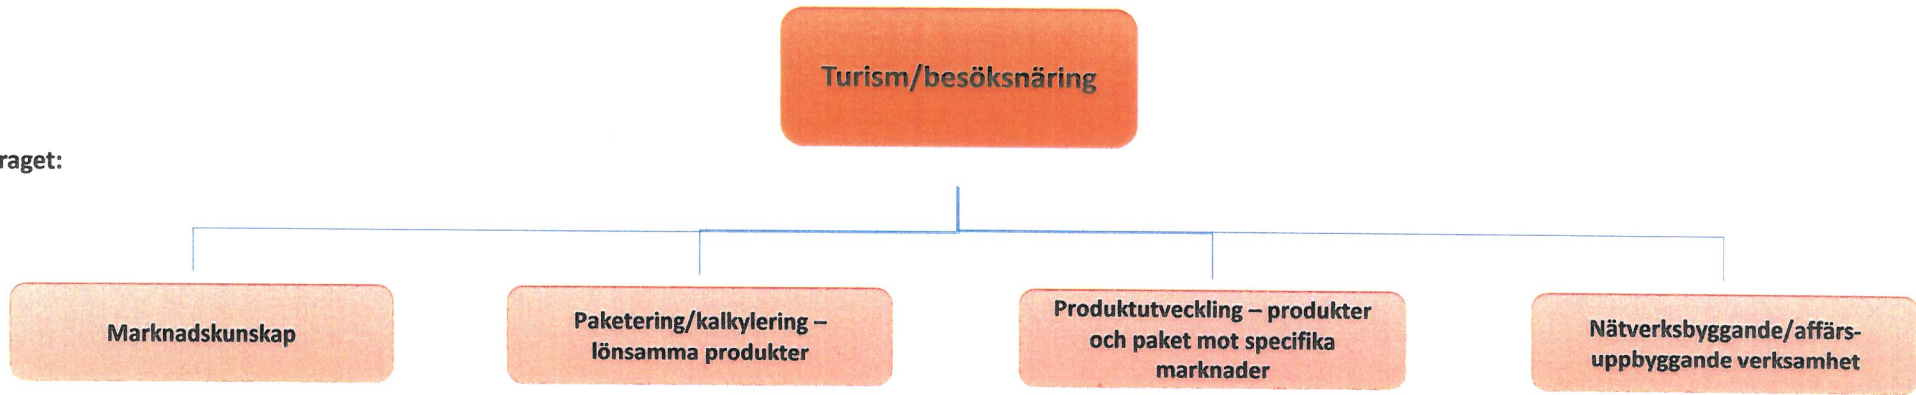 Turism/besöksnäring
raget:
Marknadskunskap
Paketering/kalkylering –
lönsamma produkter
Produktutveckling – produkter
och paket mot specifika
marknader
Nätverksbyggande/affärs-
uppbyggande verksamhet